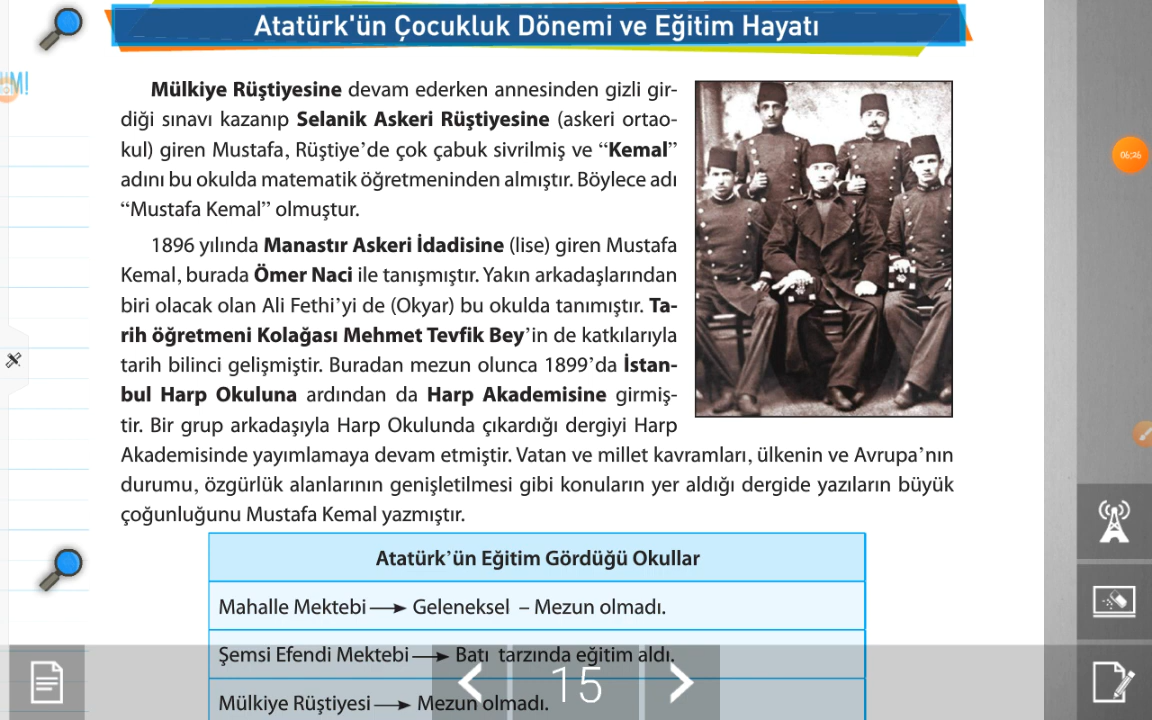 Atatürk'ün Çocukluk Dönemi ve Eğitim Hayatı
M!
Mülkiye Rüştiyesine devam ederken annesinden gizli gir-
diği sınavı kazanıp Selanik Askeri Rüştiyesine (askeri ortao-
kul) giren Mustafa, Rüştiye'de çok çabuk sivrilmiş ve “Kemal”
adını bu okulda matematik öğretmeninden almıştır. Böylece adı
“Mustafa Kemal” olmuştur.
1896 yılında Manastır Askeri İdadisine (lise) giren Mustafa
Kemal, burada Ömer Naci ile tanışmıştır. Yakın arkadaşlarından
biri olacak olan Ali Fethi'yi de (Okyar) bu okulda tanımıştır. Ta-
rih öğretmeni Kolağası Mehmet Tevfik Bey'in de katkılarıyla
tarih bilinci gelişmiştir. Buradan mezun olunca 1899'da İstan-
bul Harp Okuluna ardından da Harp Akademisine girmiş-
tir. Bir grup arkadaşıyla Harp Okulunda çıkardığı dergiyi Harp
Akademisinde yayımlamaya devam etmiştir. Vatan ve millet kavramları, ülkenin ve Avrupa'nın
durumu, özgürlük alanlarının genişletilmesi gibi konuların yer aldığı dergide yazıların büyük
çoğunluğunu Mustafa Kemal yazmıştır.
06:26
Atatürk'ün Eğitim Gördüğü Okullar
Mahalle Mektebi → Geleneksel – Mezun olmadı.
Şemsi Efendi Mektebi → Batı tarzında eğitim aldı.
Mülkiye Rüştiyesi → Mezun olmadı.
15